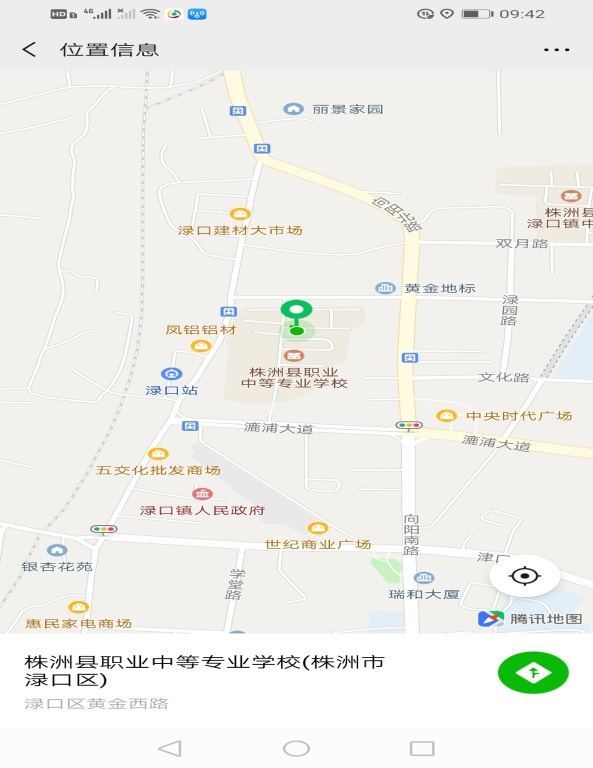 HD 4G 09:42
位置信息
丽景家园
向阳北路
株洲县
渌口镇中
渌口建材大市场
双月路
黄金地标
渌园路
凤铝铝材
株洲县职业
中等专业学校
渌口站
文化路
中央时代广场
漉浦大道
漉浦大道
五交化批发商场
渌口镇人民政府
向阳南路
世纪商业广场
津口
银杏花苑
学堂路
瑞和大厦
惠民家电商场
腾讯地图
株洲县职业中等专业学校(株洲市
渌口区)
渌口区黄金西路